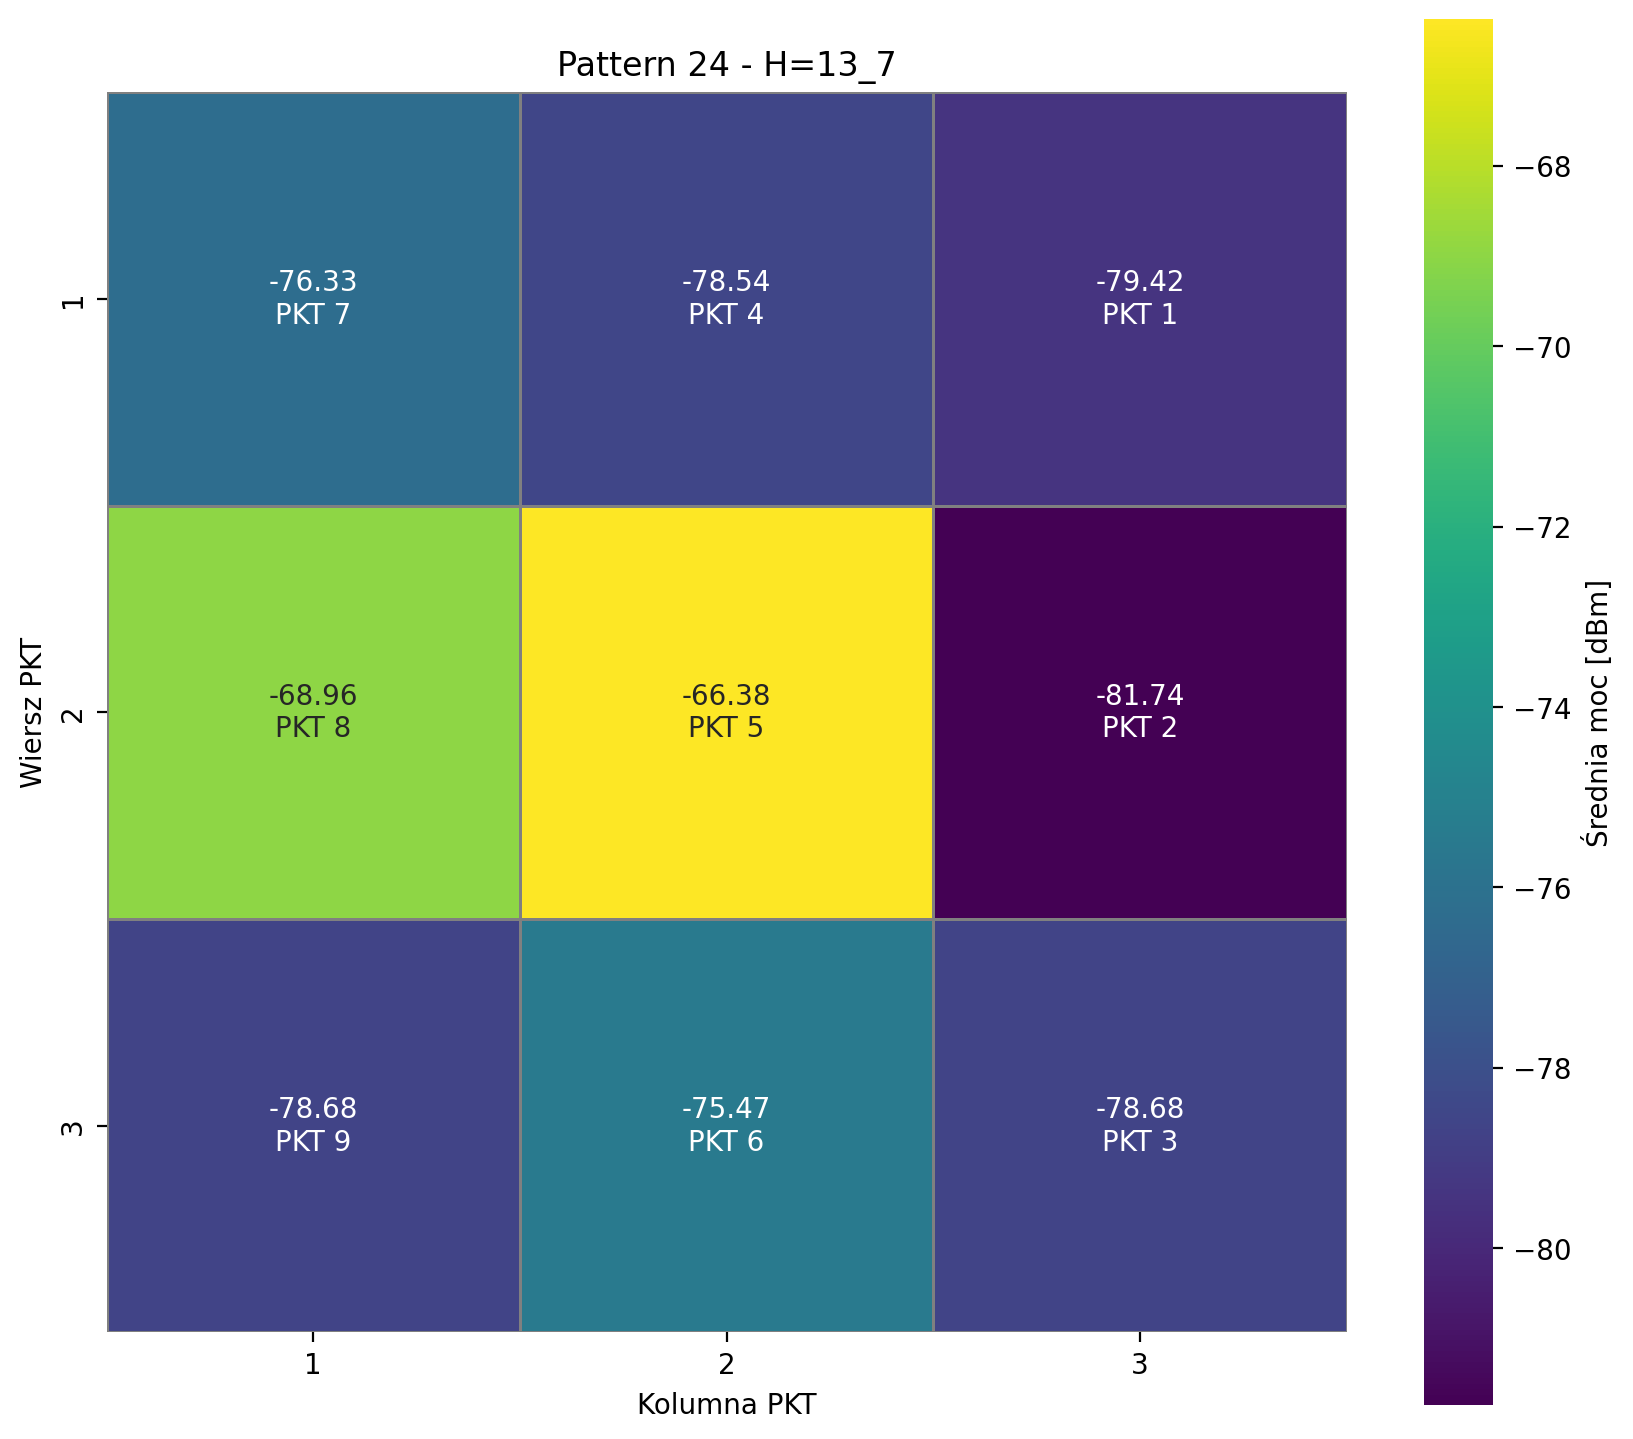 Pattern 24 - H=13_7
-76.33
PKT 7
-78.54
PKT 4
-79.42
PKT 1
-68.96
PKT 8
-66.38
PKT 5
-81.74
PKT 2
-78.68
PKT 9
-75.47
PKT 6
-78.68
PKT 3
1
2
3
Wiersz PKT
1
2
3
Kolumna PKT
−68
−70
−72
−74
−76
−78
−80
Średnia moc [dBm]